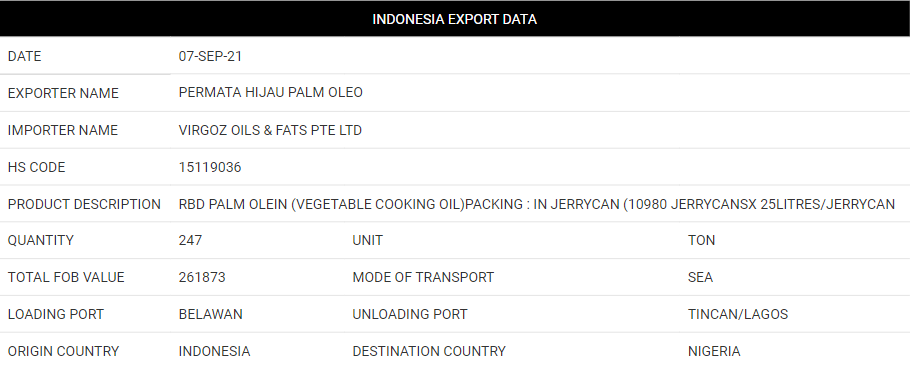 INDONESIA EXPORT DATA
DATE 07-SEP-21
EXPORTER NAME PERMATA HIJAU PALM OLEO
IMPORTER NAME VIRGOZ OILS & FATS PTE LTD
HS CODE 15119036
PRODUCT DESCRIPTION RBD PALM OLEIN (VEGETABLE COOKING OIL)PACKING : IN JERRYCAN (10980 JERRYCANSX 25LITRES/JERRYCAN
QUANTITY 247 UNIT TON
TOTAL FOB VALUE 261873 MODE OF TRANSPORT SEA
LOADING PORT BELAWAN UNLOADING PORT TINCAN/LAGOS
ORIGIN COUNTRY INDONESIA DESTINATION COUNTRY NIGERIA